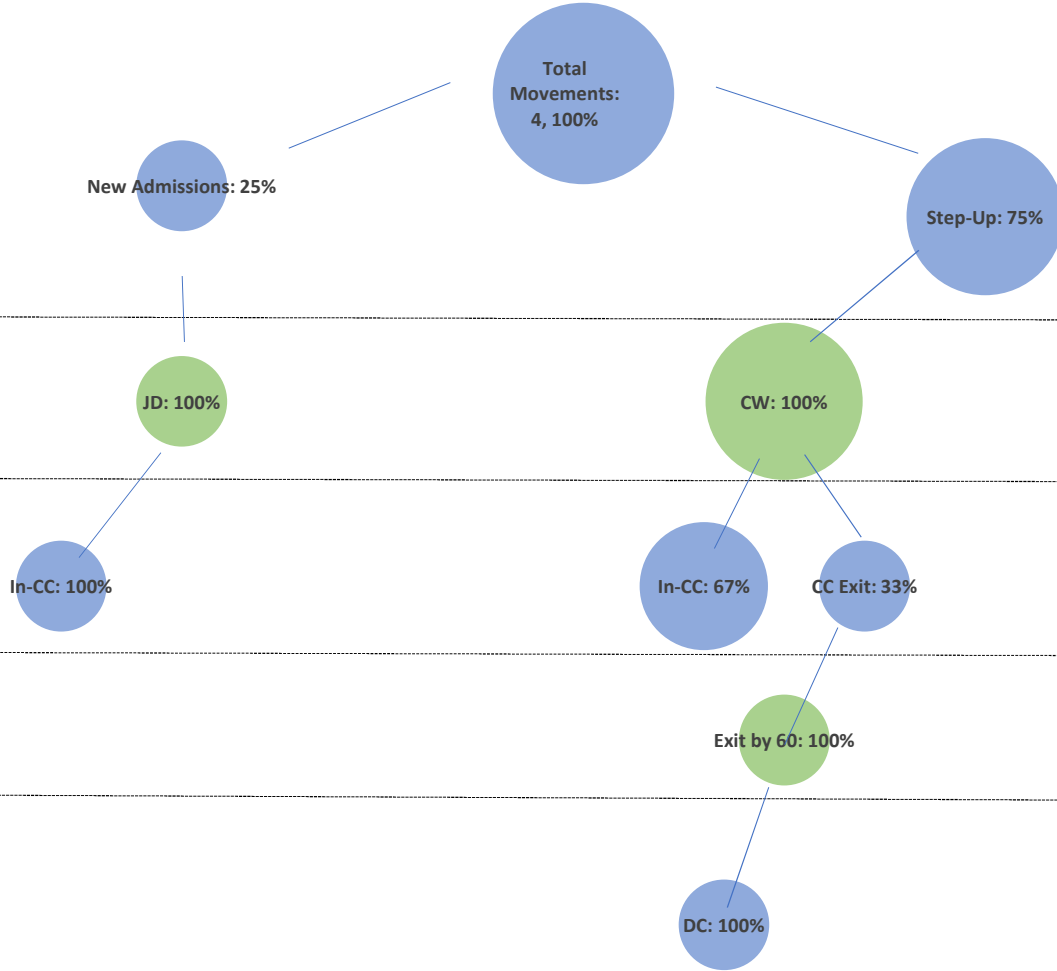 Total
Movements:
4, 100%
New Admissions: 25%
Step-Up: 75%
JD: 100%
CW: 100%
In-CC: 100%
In-CC: 67%
CC Exit: 33%
Exit by 60: 100%
DC: 100%